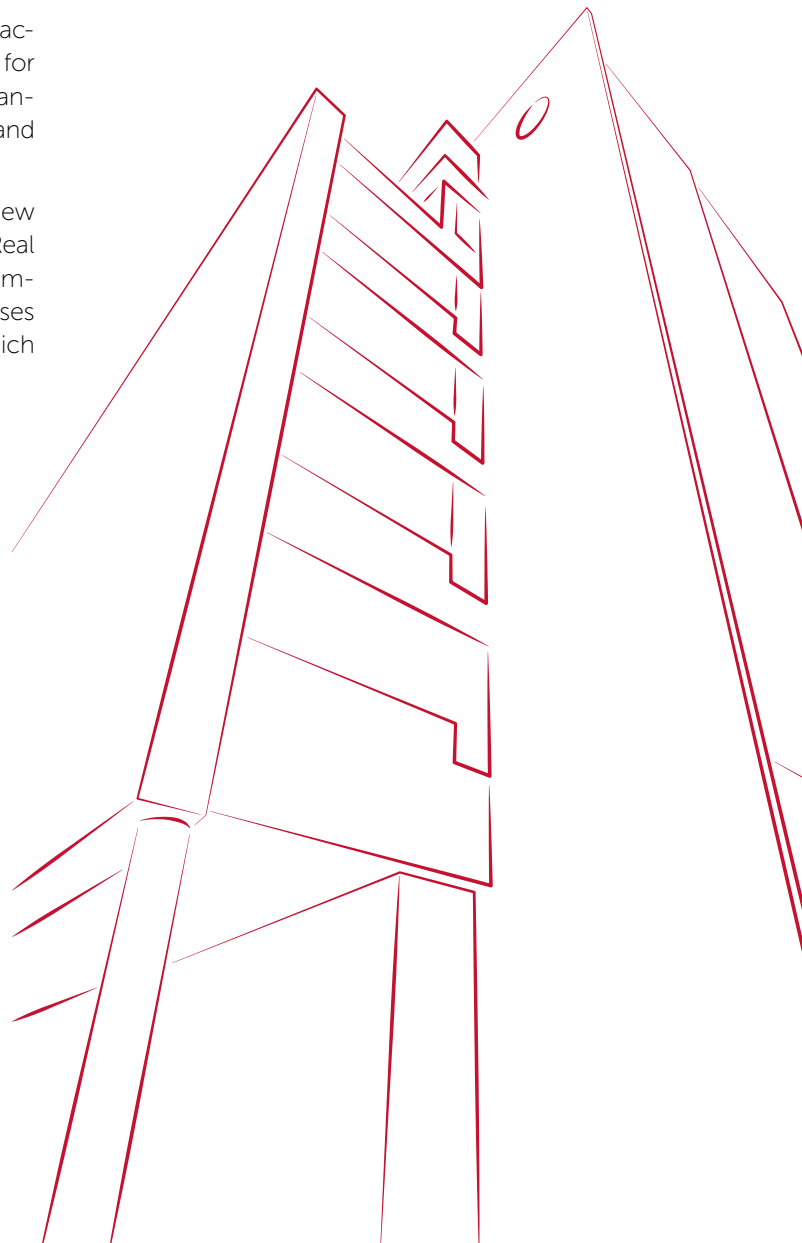 ac-
for
an-
and
ew
Real
m-
ses
ich